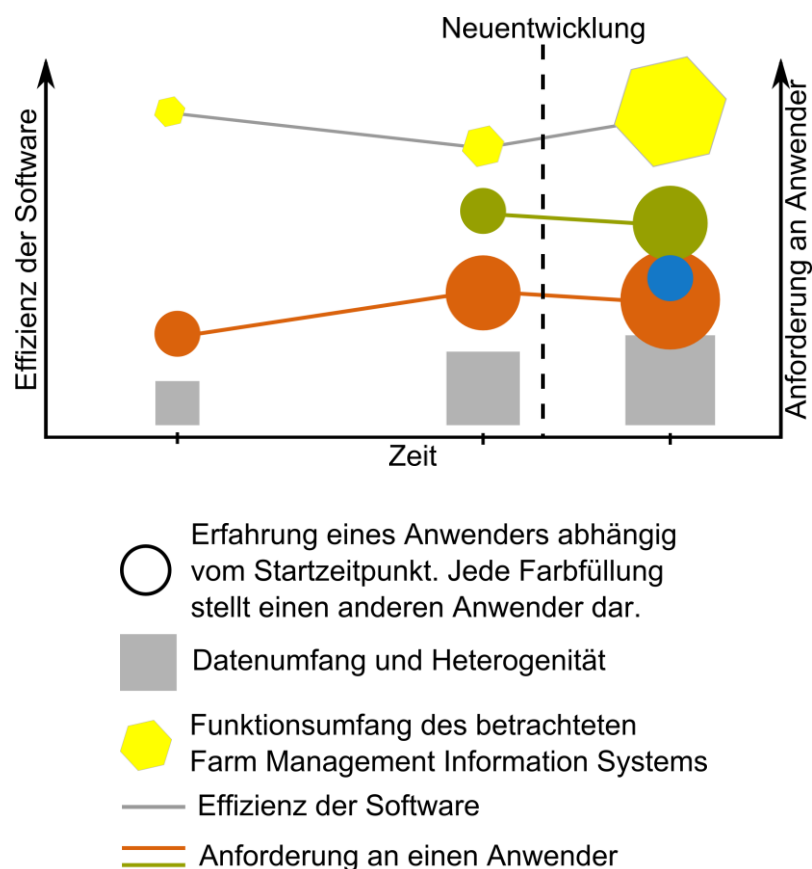 Neuentwicklung
Effizienz der Software
Anforderung an Anwender
Zeit
Erfahrung eines Anwenders abhängig
vom Startzeitpunkt. Jede Farbfüllung
stellt einen anderen Anwender dar.
Datenumfang und Heterogenität
Funktionsumfang des betrachteten
Farm Management Information Systems
Effizienz der Software
Anforderung an einen Anwender